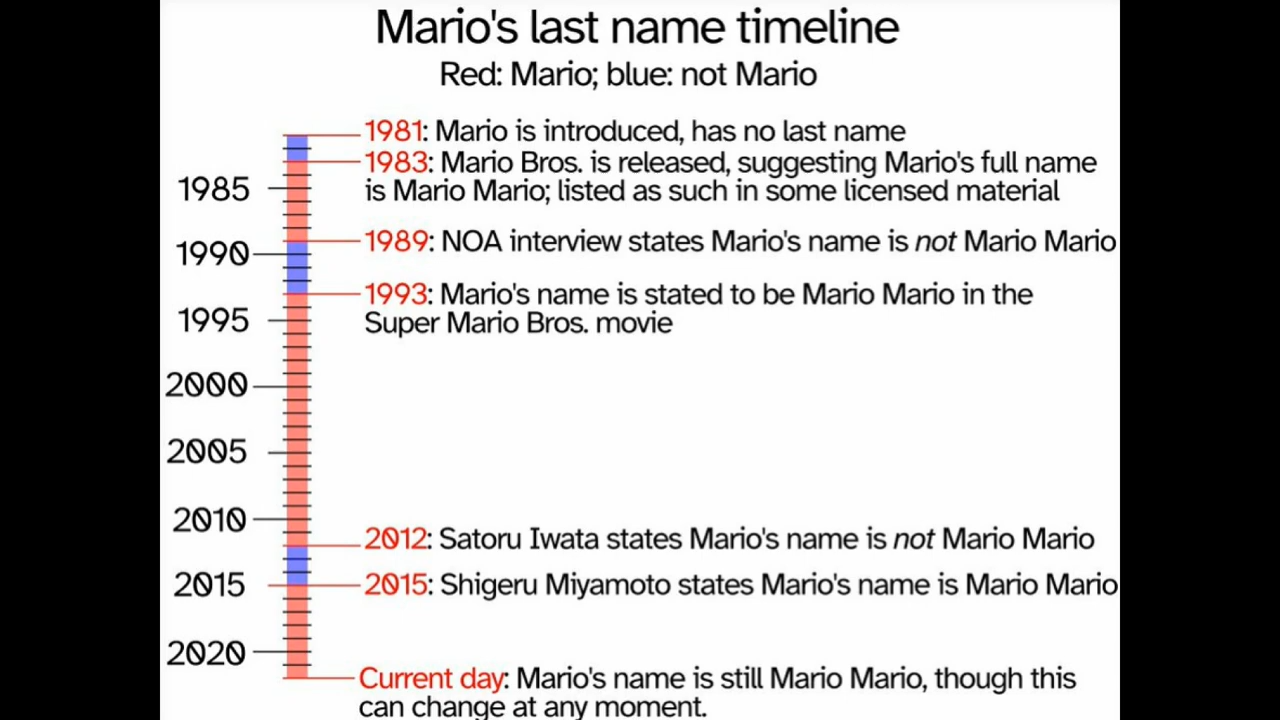 Mario's last name timeline
Red: Mario; blue: not Mario
1981: Mario is introduced, has no last name
1983: Mario Bros. is released, suggesting Mario's full name
is Mario Mario; listed as such in some licensed material
1985
1989: NOA interview states Mario's name is not Mario Mario
1990
1993: Mario's name is stated to be Mario Mario in the
Super Mario Bros. movie
1995
2000
2005
2010
2012: Satoru Iwata states Mario's name is not Mario Mario
2015
2015: Shigeru Miyamoto states Mario's name is Mario Mario
2020
Current day: Mario's name is still Mario Mario, though this
can change at any moment.